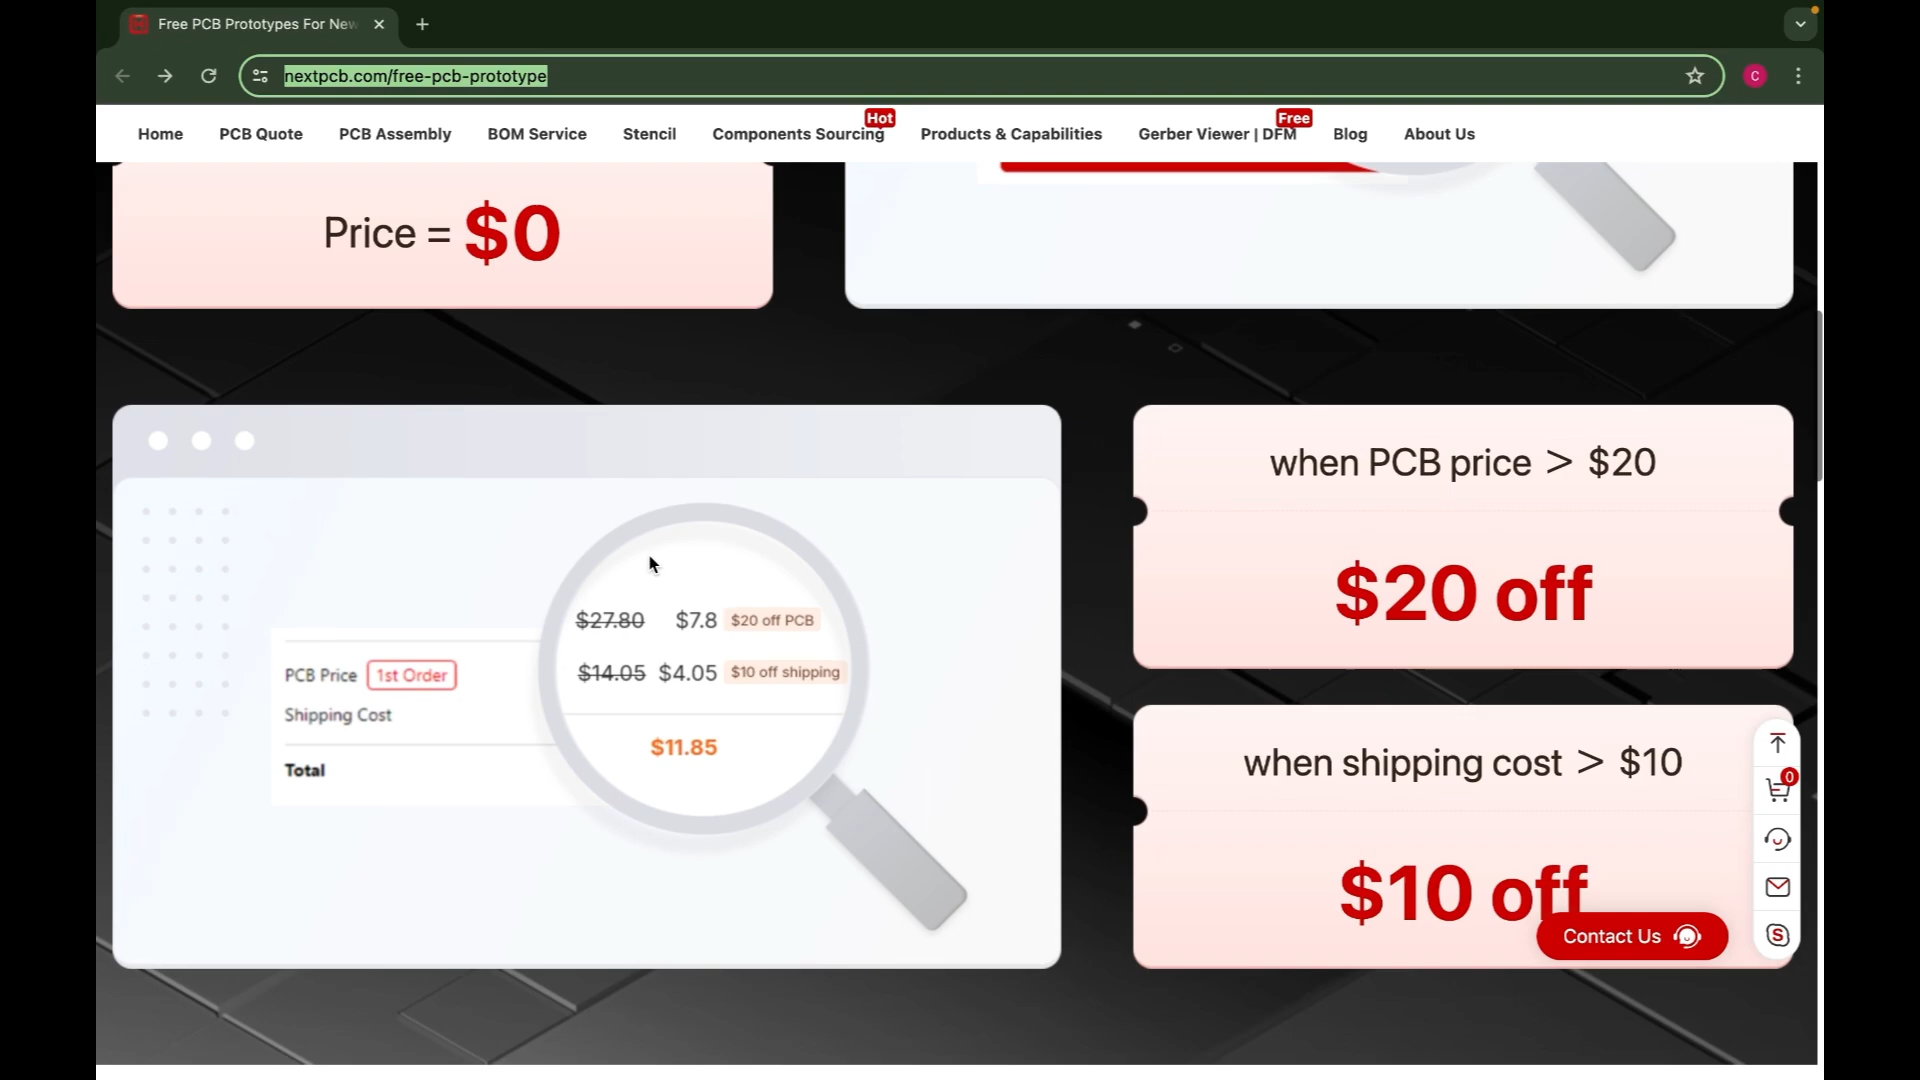 Free PCB Prototypes For New
nextpcb.com/free-pcb-prototype
C
Hot
Free
Home PCB Quote PCB Assembly BOM Service Stencil Components Sourcing Products & Capabilities Gerber Viewer | DFM Blog About Us
Price = $0
when PCB price > $20
$20 off
$27.80 $7.8 $20 off PCB
$14.05 $4.05 $10 off shipping
$11.85
PCB Price 1st Order
Shipping Cost
Total
when shipping cost > $10
$10 off
0
Contact Us
S